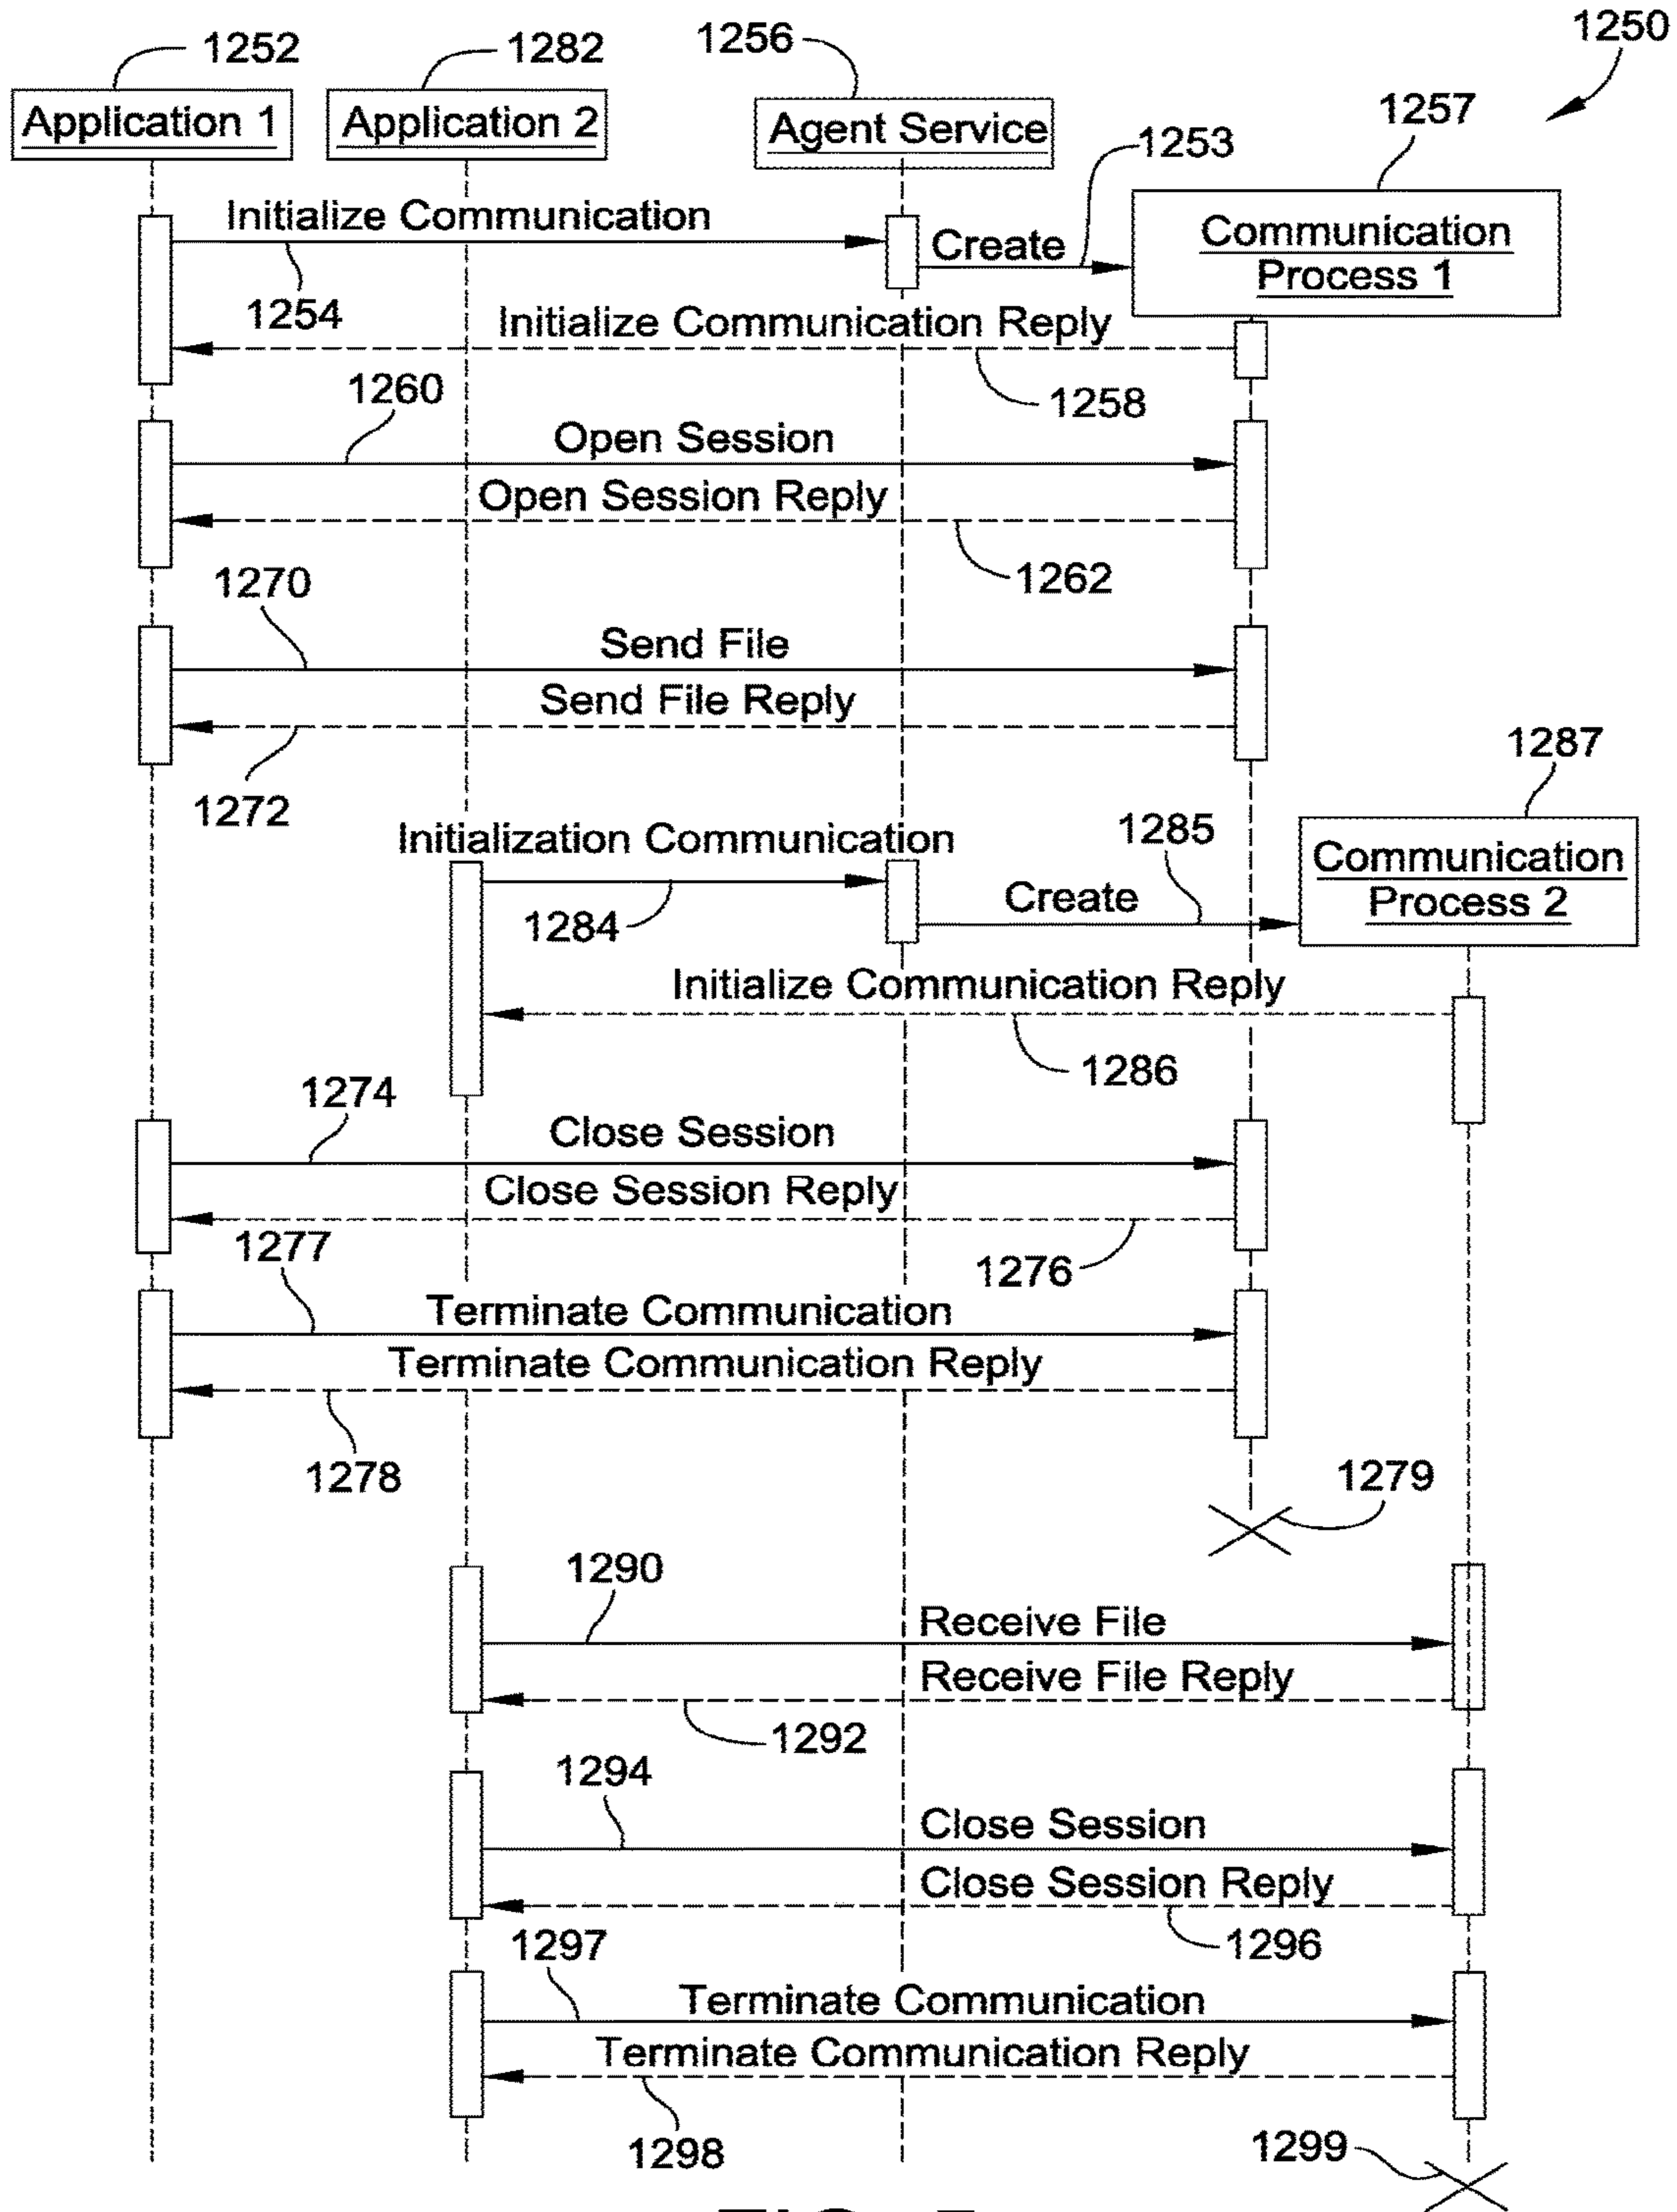 1252
1282
1256
1250
Application 1
Application 2
Agent Service
1257
1253
Initialize Communication
Create
Communication
Process 1
1254
Initialize Communication Reply
1260
1258
Open Session
Open Session Reply
1270
1262
Send File
Send File Reply
1272
1287
Initialization Communication
1285
Communication
Process 2
1284
Create
Initialize Communication Reply
1286
1274
Close Session
Close Session Reply
1277
1276
Terminate Communication
Terminate Communication Reply
1278
1279
1290
Receive File
Receive File Reply
1292
1294
Close Session
Close Session Reply
1297
1296
Terminate Communication
Terminate Communication Reply
1298
1299